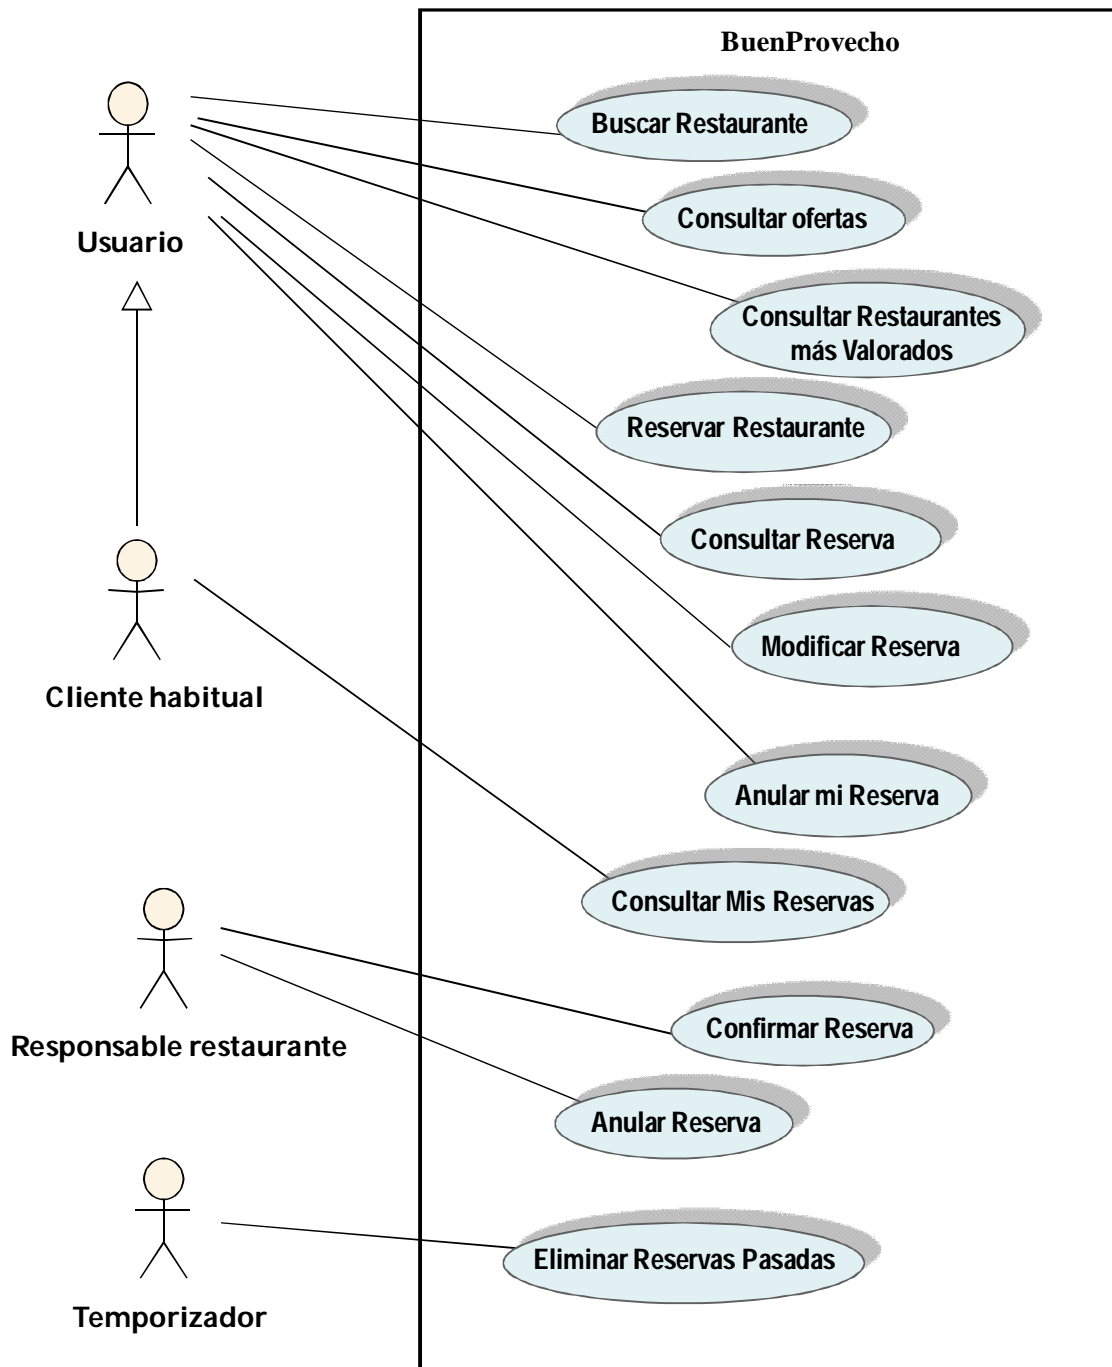 BuenProvecho
Buscar Restaurante
Consultar ofertas
Usuario
Consultar Restaurantes
más Valorados
Reservar Restaurante
Consultar Reserva
Modificar Reserva
Cliente habitual
Anular mi Reserva
Consultar Mis Reservas
Confirmar Reserva
Responsable restaurante
Anular Reserva
Eliminar Reservas Pasadas
Temporizador